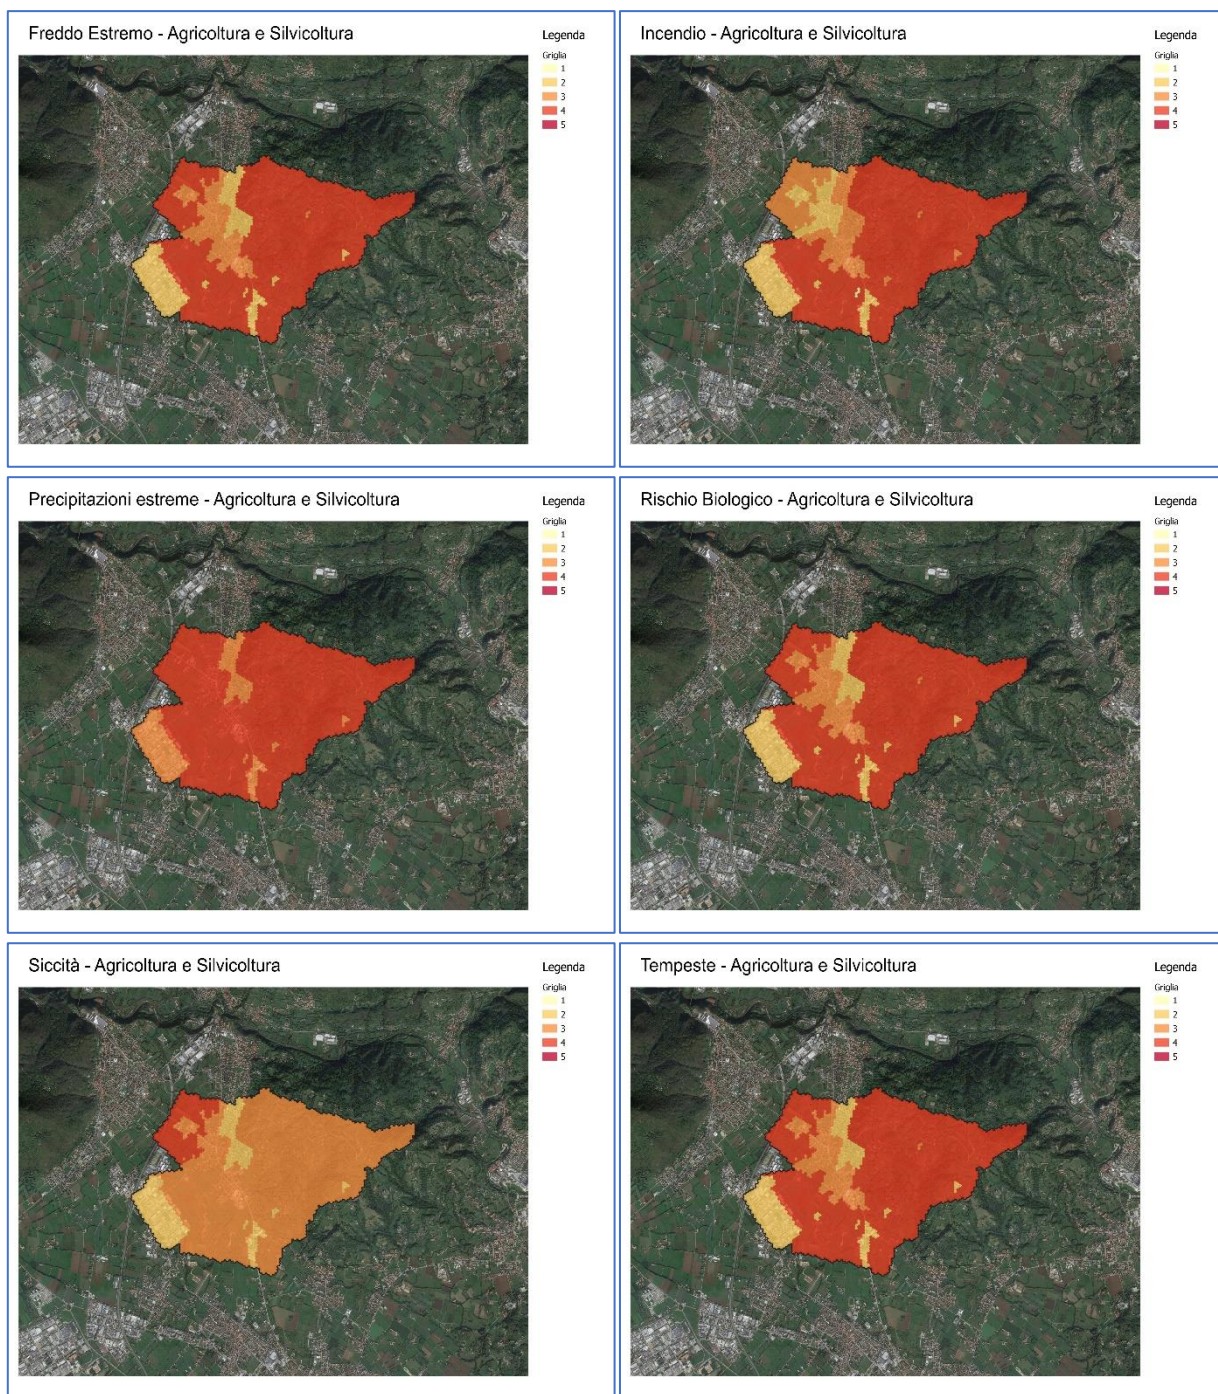 Freddo Estremo - Agricoltura e Silvicoltura
Legenda
Griglia
1
2
3
4
5
Incendio - Agricoltura e Silvicoltura
Legenda
Griglia
1
2
3
4
5
Precipitazioni estreme - Agricoltura e Silvicoltura
Legenda
Griglia
1
2
3
4
5
Rischio Biologico - Agricoltura e Silvicoltura
Legenda
Griglia
1
2
3
4
5
Siccità - Agricoltura e Silvicoltura
Legenda
Griglia
1
2
3
4
5
Tempeste - Agricoltura e Silvicoltura
Legenda
Griglia
1
2
3
4
5